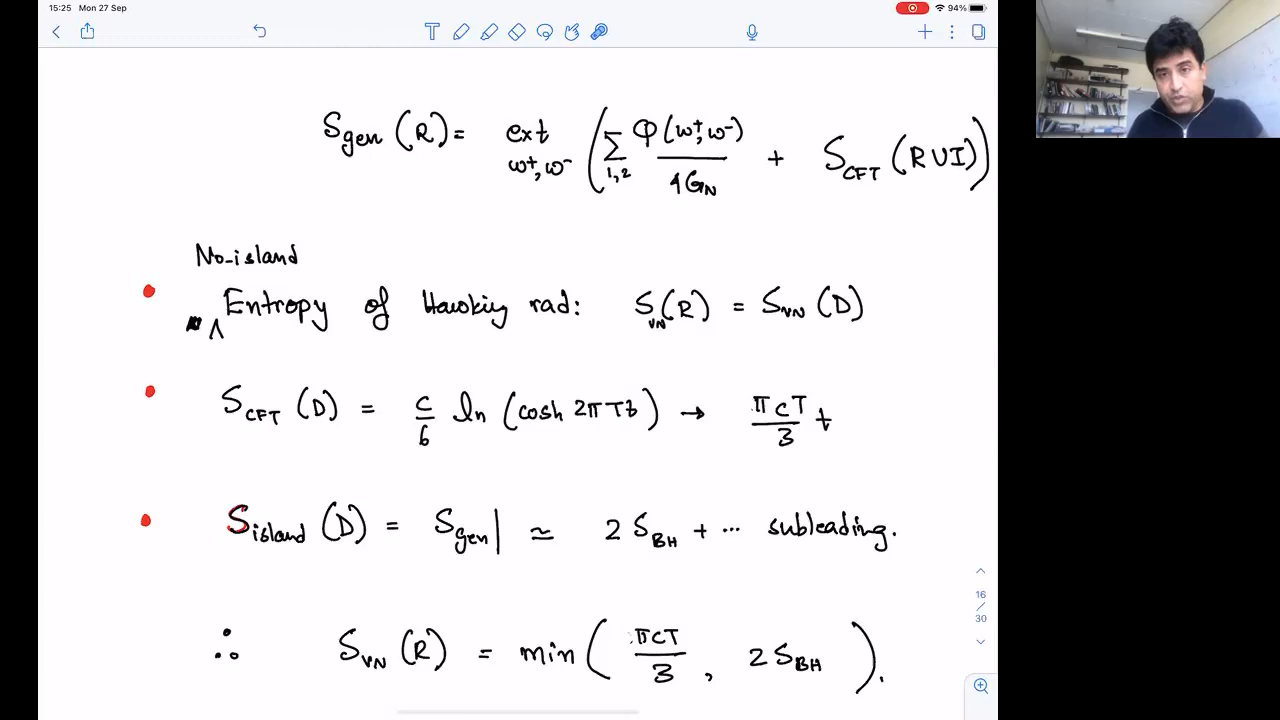 15:25 Mon 27 Sep
94%
S_gen (R) = ext_{w⁺,w⁻} ( Σ_{1,2} Φ(w⁺,w⁻) / 4G_N + S_CFT (R ∪ I) )
No-island
Entropy of Hawking rad: S_VN(R) = S_VN (D)
S_CFT (D) = c/6 ln (cosh 2πTt) → πcT/3 t
S_island (D) = S_gen| ≃ 2 S_BH + ··· subleading.
∴ S_VN (R) = min ( πcT/3 , 2 S_BH ).
16
/
30